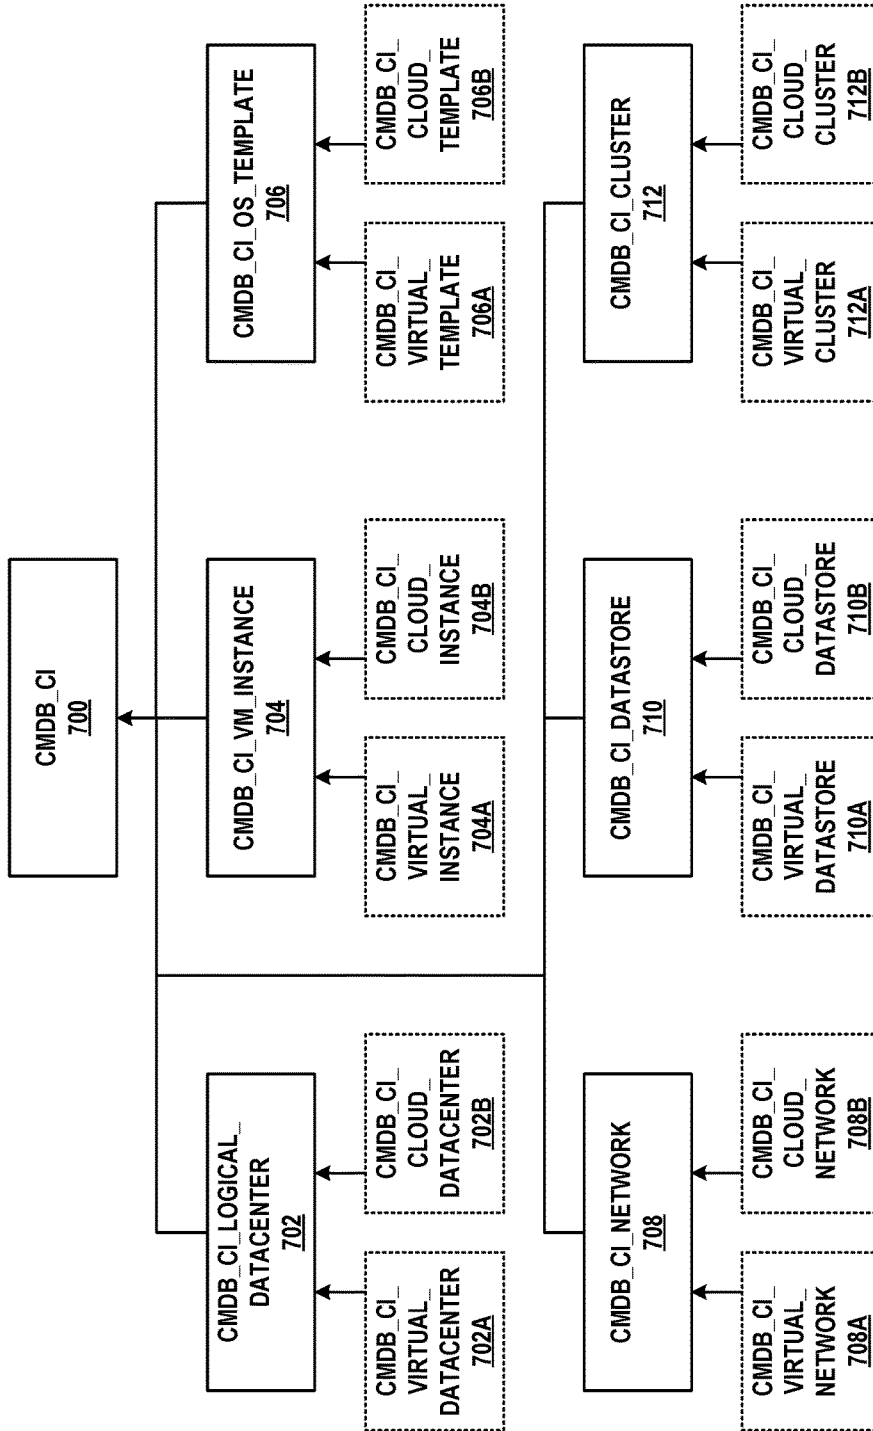 CMDB_CI
700
CMDB_CI_LOGICAL_
DATACENTER
702
CMDB_CI_
VIRTUAL_
DATACENTER
702A
CMDB_CI_
CLOUD_
DATACENTER
702B
CMDB_CI_VM_INSTANCE
704
CMDB_CI_
VIRTUAL_
INSTANCE
704A
CMDB_CI_
CLOUD_
INSTANCE
704B
CMDB_CI_OS_TEMPLATE
706
CMDB_CI_
VIRTUAL_
TEMPLATE
706A
CMDB_CI_
CLOUD_
TEMPLATE
706B
CMDB_CI_NETWORK
708
CMDB_CI_
VIRTUAL_
NETWORK
708A
CMDB_CI_
CLOUD_
NETWORK
708B
CMDB_CI_DATASTORE
710
CMDB_CI_
VIRTUAL_
DATASTORE
710A
CMDB_CI_
CLOUD_
DATASTORE
710B
CMDB_CI_CLUSTER
712
CMDB_CI_
VIRTUAL_
CLUSTER
712A
CMDB_CI_
CLOUD_
CLUSTER
712B